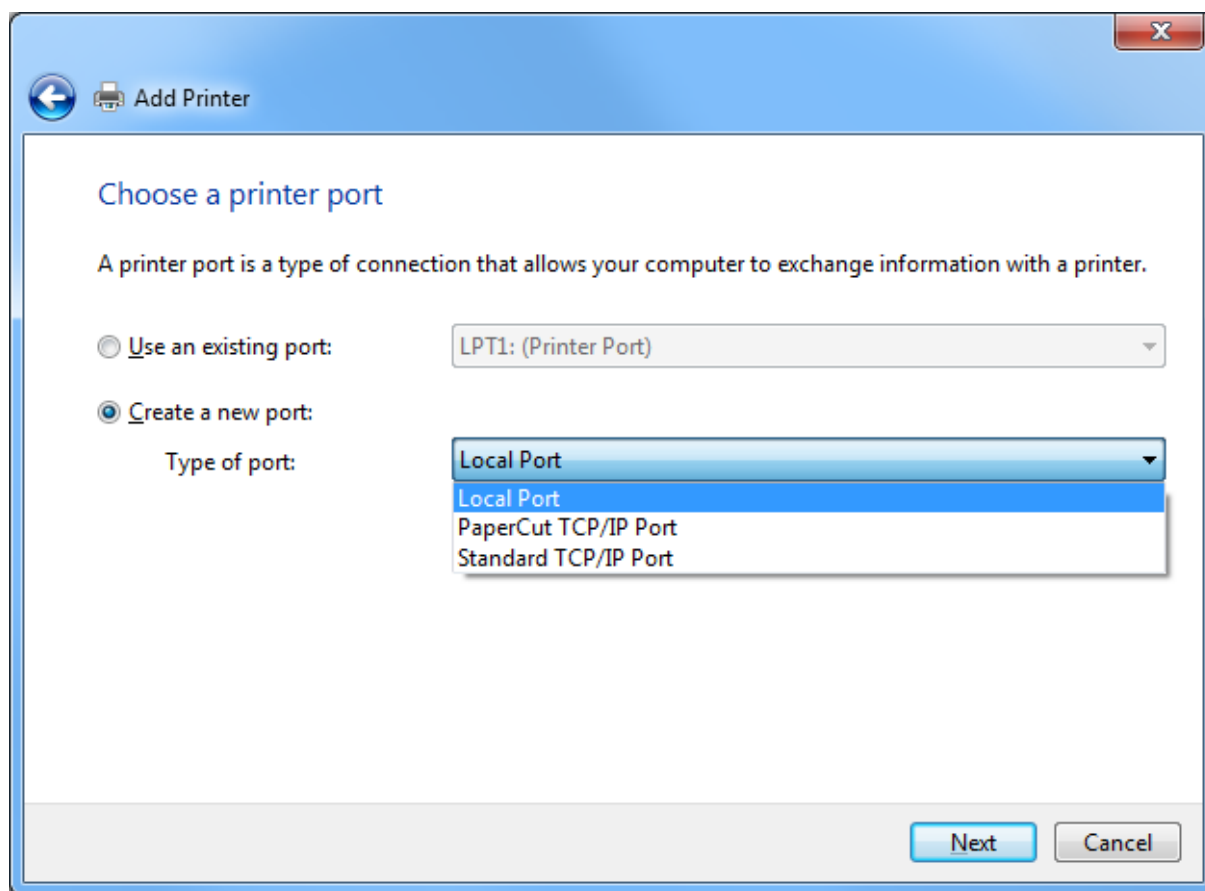 Add Printer
Choose a printer port
A printer port is a type of connection that allows your computer to exchange information with a printer.
Use an existing port: LPT1: (Printer Port)
Create a new port:
Type of port: Local Port
Local Port
PaperCut TCP/IP Port
Standard TCP/IP Port
Next Cancel